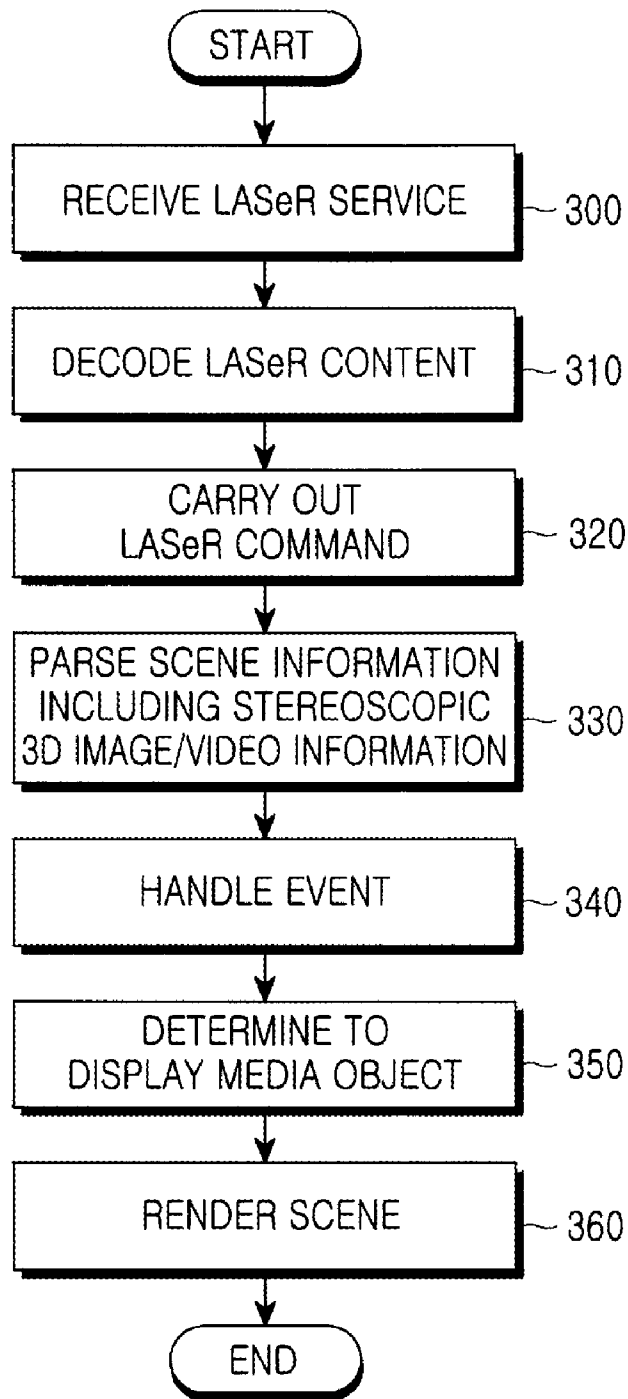 START
RECEIVE LASeR SERVICE
300
DECODE LASeR CONTENT
310
CARRY OUT
LASeR COMMAND
320
PARSE SCENE INFORMATION
INCLUDING STEREOSCOPIC
3D IMAGE/VIDEO INFORMATION
330
HANDLE EVENT
340
DETERMINE TO
DISPLAY MEDIA OBJECT
350
RENDER SCENE
360
END